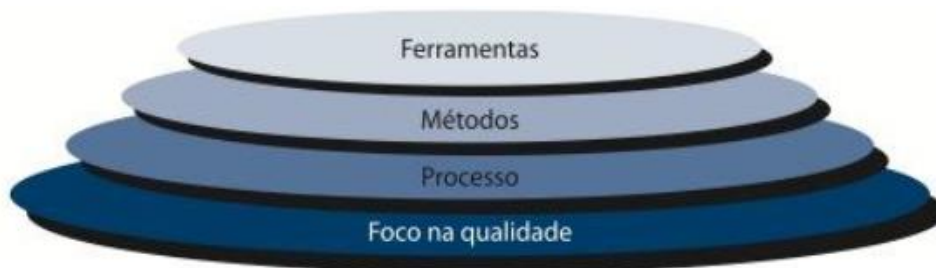 Ferramentas
Métodos
Processo
Foco na qualidade